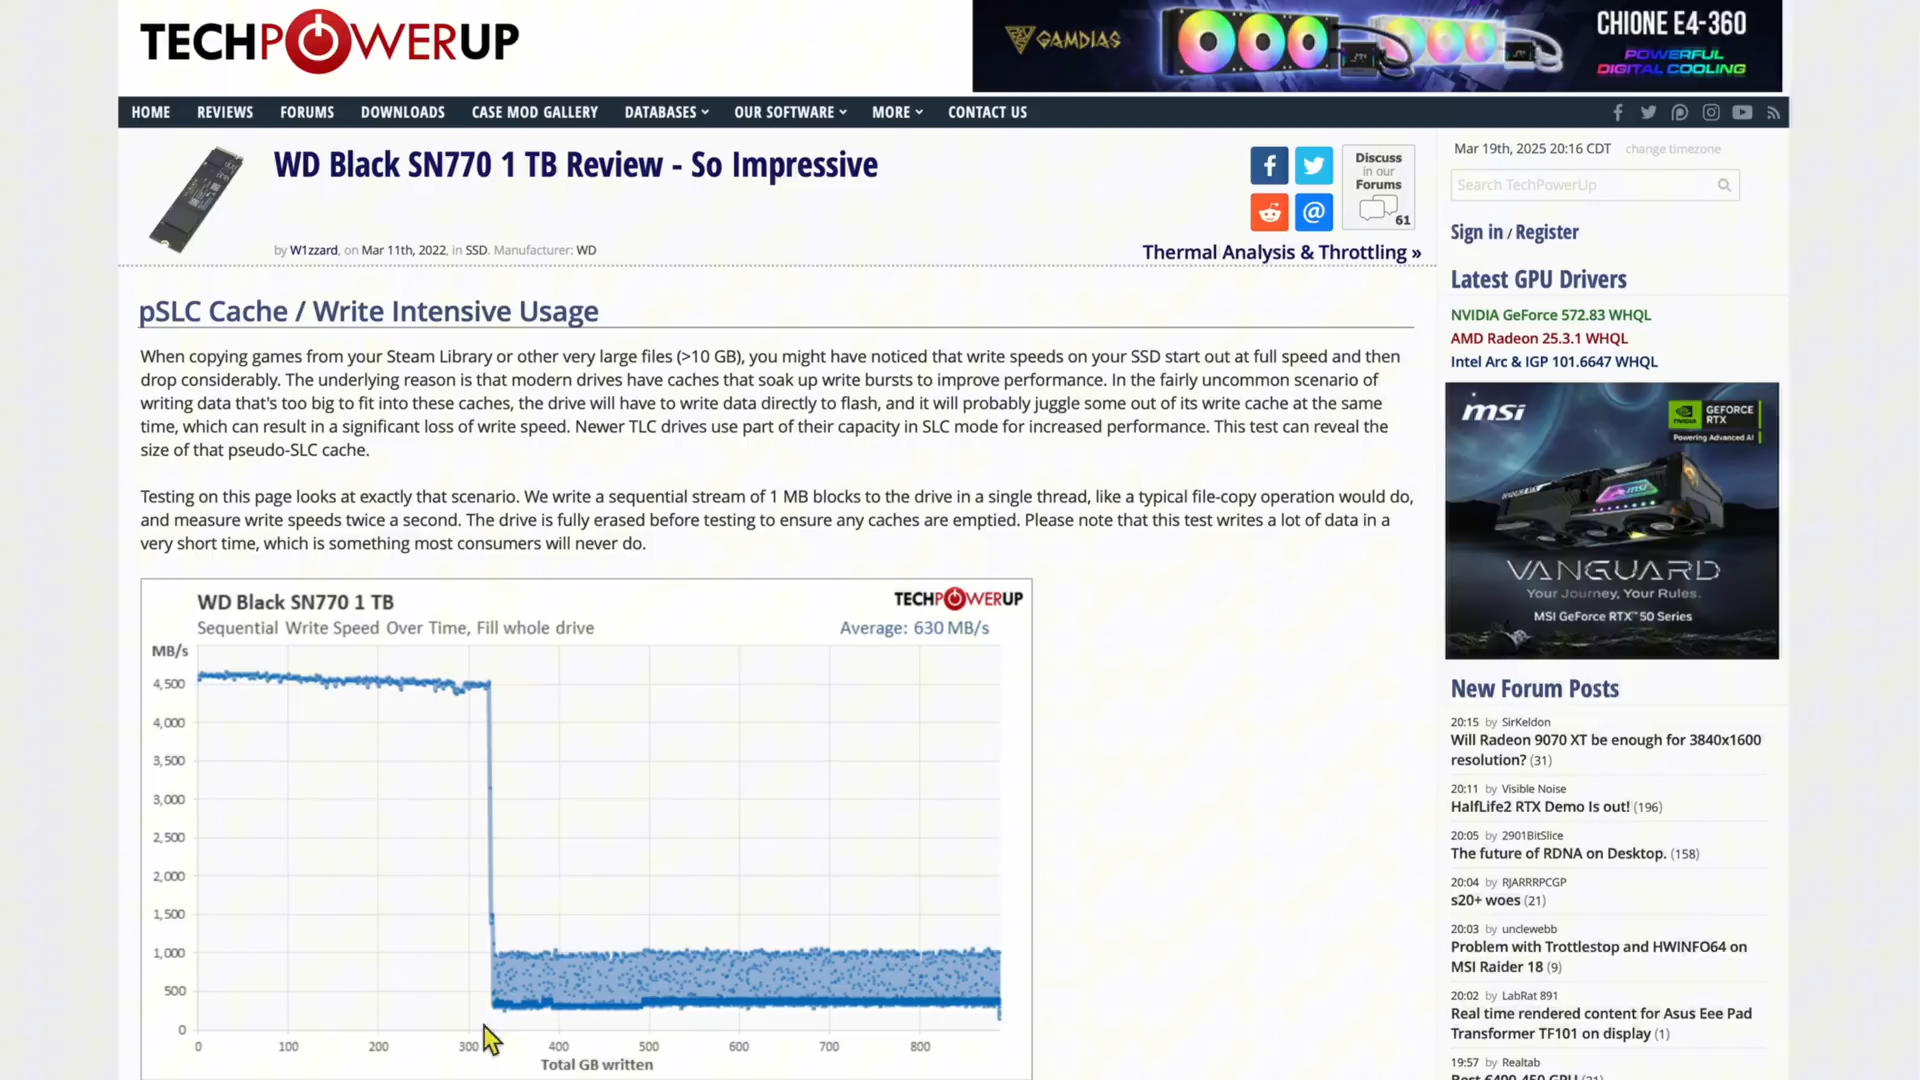 TECHPOWERUP
GAMDIAS
CHIONE E4-360
POWERFUL
DIGITAL COOLING
HOME REVIEWS FORUMS DOWNLOADS CASE MOD GALLERY DATABASES OUR SOFTWARE MORE CONTACT US
WD Black SN770 1 TB Review - So Impressive
by W1zzard, on Mar 11th, 2022, in SSD. Manufacturer: WD
Discuss
in our
Forums
61
Thermal Analysis & Throttling »
pSLC Cache / Write Intensive Usage
When copying games from your Steam Library or other very large files (>10 GB), you might have noticed that write speeds on your SSD start out at full speed and then
drop considerably. The underlying reason is that modern drives have caches that soak up write bursts to improve performance. In the fairly uncommon scenario of
writing data that's too big to fit into these caches, the drive will have to write data directly to flash, and it will probably juggle some out of its write cache at the same
time, which can result in a significant loss of write speed. Newer TLC drives use part of their capacity in SLC mode for increased performance. This test can reveal the
size of that pseudo-SLC cache.
Testing on this page looks at exactly that scenario. We write a sequential stream of 1 MB blocks to the drive in a single thread, like a typical file-copy operation would do,
and measure write speeds twice a second. The drive is fully erased before testing to ensure any caches are emptied. Please note that this test writes a lot of data in a
very short time, which is something most consumers will never do.
WD Black SN770 1 TB
TECHPOWERUP
Sequential Write Speed Over Time, Fill whole drive
Average: 630 MB/s
MB/s
4,500
4,000
3,500
3,000
2,500
2,000
1,500
1,000
500
0
0 100 200 300 400 500 600 700 800
Total GB written
Mar 19th, 2025 20:16 CDT change timezone
Search TechPowerUp
Sign in / Register
Latest GPU Drivers
NVIDIA GeForce 572.83 WHQL
AMD Radeon 25.3.1 WHQL
Intel Arc & IGP 101.6647 WHQL
msi
GEFORCE
RTX
Powering Advanced AI
VANGUARD
Your Journey, Your Rules.
MSI GeForce RTX™ 50 Series
New Forum Posts
20:15 by SirKeldon
Will Radeon 9070 XT be enough for 3840x1600
resolution? (31)
20:11 by Visible Noise
HalfLife2 RTX Demo Is out! (196)
20:05 by 2901BitSlice
The future of RDNA on Desktop. (158)
20:04 by RJARRRPCGP
s20+ woes (21)
20:03 by unclewebb
Problem with Trottlestop and HWINFO64 on
MSI Raider 18 (9)
20:02 by LabRat 891
Real time rendered content for Asus Eee Pad
Transformer TF101 on display (1)
19:57 by Realtab